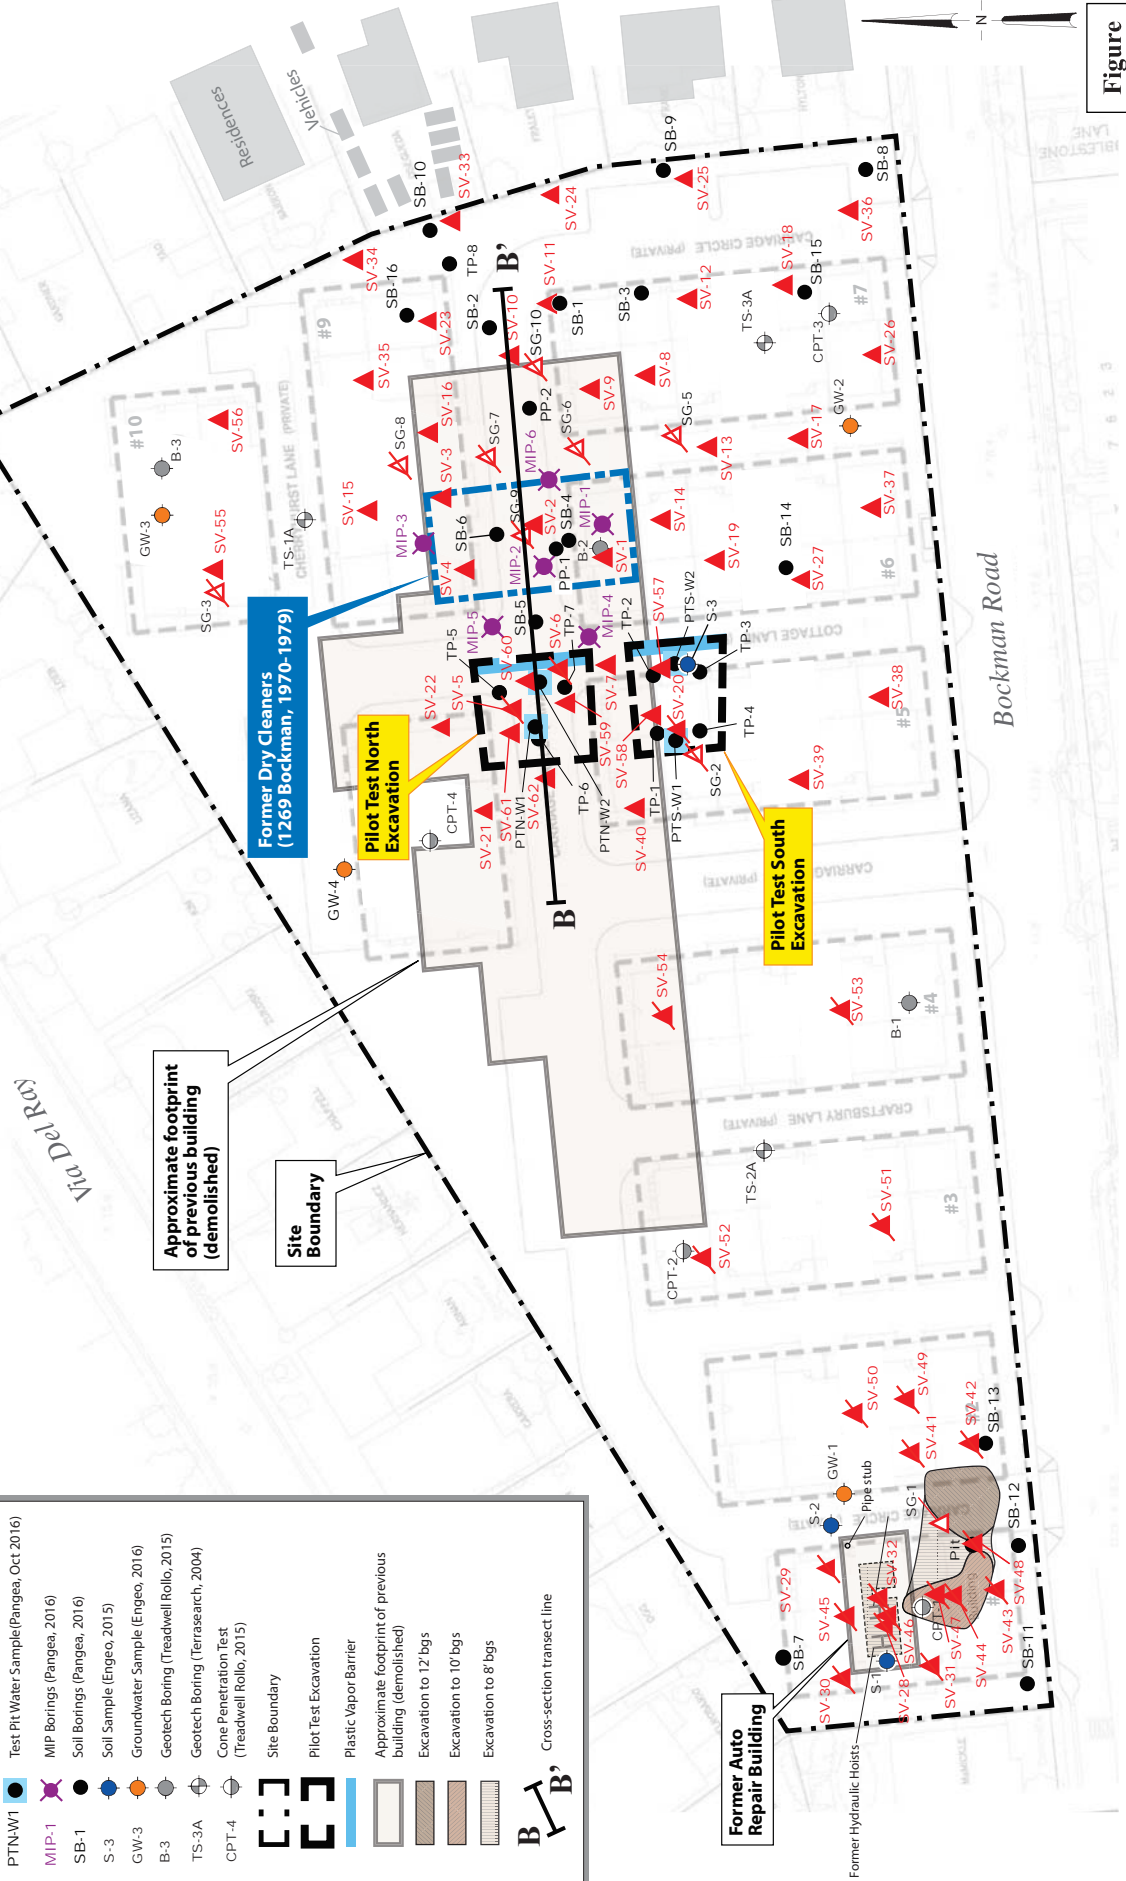 PTN-W1
Test Pit Water Sample (Pangea, Oct 2016)
MIP-1
MIP Borings (Pangea, 2016)
SB-1
Soil Borings (Pangea, 2016)
S-3
Soil Sample (Engeo, 2015)
GW-3
Groundwater Sample (Engeo, 2016)
B-3
Geotech Boring (Treadwell Rollo, 2015)
TS-3A
Geotech Boring (Terrasearch, 2004)
CPT-4
Cone Penetration Test
(Treadwell Rollo, 2015)
Site Boundary
Pilot Test Excavation
Plastic Vapor Barrier
Approximate footprint of previous
building (demolished)
Excavation to 12' bgs
Excavation to 10' bgs
Excavation to 8' bgs
B
B'
Cross-section transect line
Via Del Ray
Approximate footprint
of previous building
(demolished)
Site
Boundary
Former Dry Cleaners
(1269 Bockman, 1970-1979)
Pilot Test North
Excavation
Pilot Test South
Excavation
Former Auto
Repair Building
Former Hydraulic Hoists
Pipe stub
Pit
Residences
Vehicles
Bockman Road
Figure
N
B
B'
#10
#9
#7
#6
#5
#4
#3
CHERRYHURST LANE (PRIVATE)
CARRIAGE CIRCLE (PRIVATE)
COTTAGE LANE
CRAFTSBURY LANE (PRIVATE)
GW-3
B-3
SV-56
SV-55
SG-3
TS-1A
SV-15
SV-35
SV-34
SB-16
SV-23
SB-10
SV-33
TP-8
SB-2
SV-10
SG-10
SV-11
SB-1
SV-24
SB-9
SV-25
SB-3
SV-12
SV-18
SB-15
SB-8
SV-36
TS-3A
CPT-3
SV-26
GW-2
SV-17
SV-8
SV-9
SG-5
SV-13
SG-6
PP-2
SG-7
SV-16
SG-8
SV-3
MIP-3
MIP-6
SB-6
SG-9
SV-2
SB-4
MIP-1
MIP-2
PP-1
B-2
SV-1
SV-4
SV-14
SV-19
SB-14
SV-27
SV-37
SV-38
SV-39
MIP-5
SB-5
MIP-4
TP-5
SV-60
SV-6
TP-7
TP-2
SV-57
PTS-W2
S-3
TP-3
TP-4
SV-7
SV-20
SV-59
SV-58
SG-2
SV-22
SV-5
SV-21
SV-61
PTN-W1
SV-62
TP-6
PTN-W2
SV-40
TP-1
PTS-W1
CPT-4
GW-4
SV-54
SV-53
B-1
TS-2A
SV-51
CPT-2
SV-52
SV-50
SV-49
SV-41
SV-42
SB-13
GW-1
S-2
SG-1
SB-12
SV-29
SV-45
SV-32
SB-7
SV-30
S-1
SV-28
SV-46
SV-31
SV-47
SV-44
SV-43
SV-48
SB-11